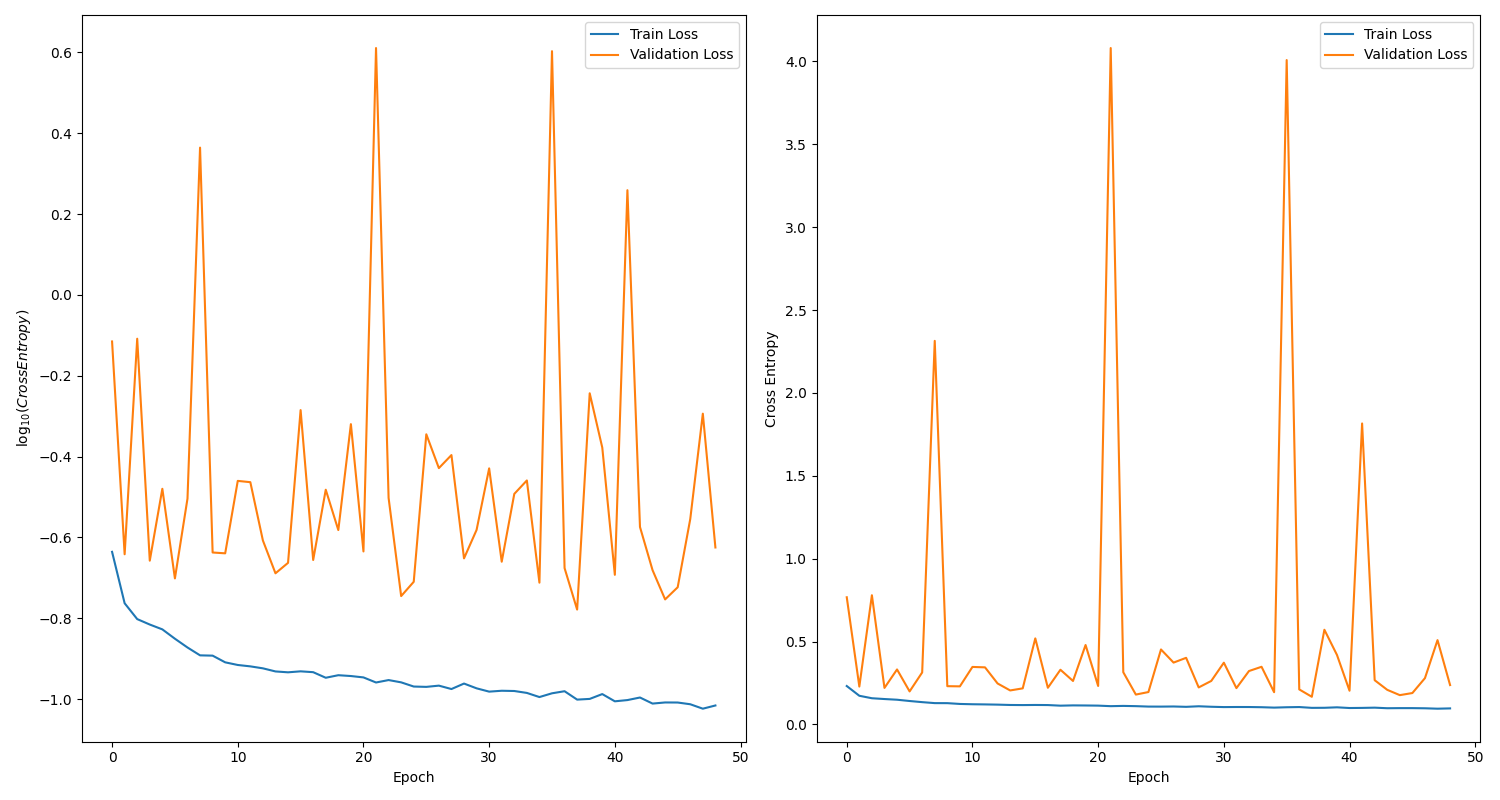 Train Loss
Validation Loss
log10(CrossEntropy)
0.6
0.4
0.2
0.0
−0.2
−0.4
−0.6
−0.8
−1.0
0 10 20 30 40 50
Epoch
Train Loss
Validation Loss
Cross Entropy
4.0
3.5
3.0
2.5
2.0
1.5
1.0
0.5
0.0
0 10 20 30 40 50
Epoch